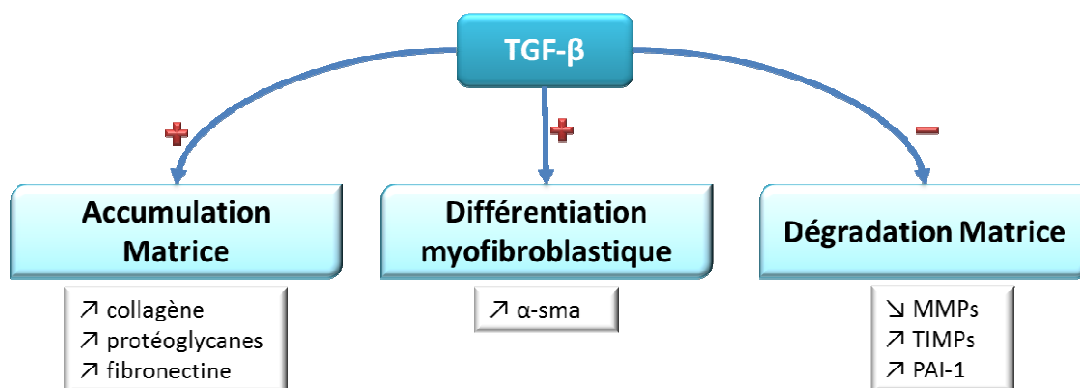 TGF-β
+
+
−
Accumulation
Matrice
Différentiation
myofibroblastique
Dégradation Matrice
↗ collagène
↗ protéoglycanes
↗ fibronectine
↗ α-sma
↘ MMPs
↗ TIMPs
↗ PAI-1